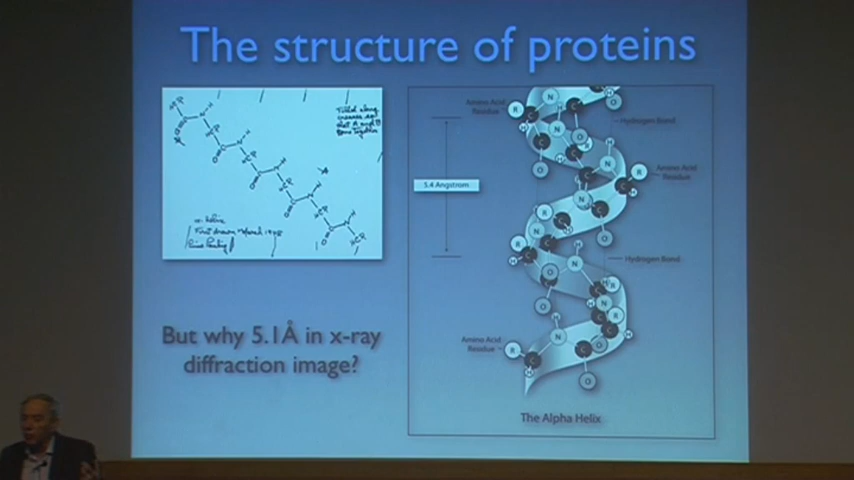 The structure of proteins
But why 5.1Å in x-ray
diffraction image?
α. helix
First drawn March 1948
Linus Pauling
Amino Acid
Residue
Hydrogen Bond
5.4 Angstrom
Amino Acid
Residue
Hydrogen Bond
Amino Acid
Residue
The Alpha Helix